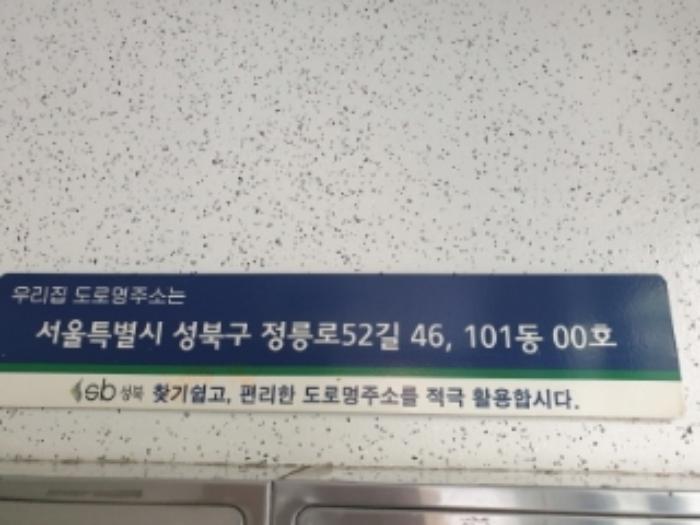 우리집 도로명주소는
서울특별시 성북구 정릉로52길 46, 101동 00호
sb 성북 찾기쉽고, 편리한 도로명주소를 적극 활용합시다.